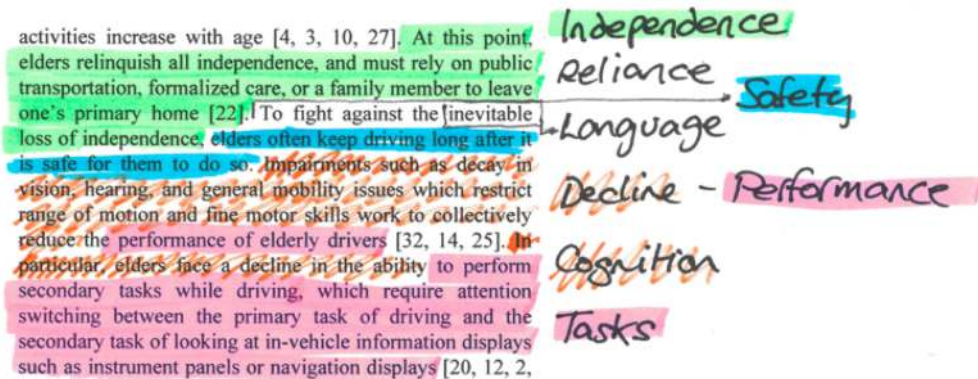 activities increase with age [4, 3, 10, 27]. At this point,
elders relinquish all independence, and must rely on public
transportation, formalized care, or a family member to leave
one's primary home [22]. To fight against the inevitable
loss of independence, elders often keep driving long after it
is safe for them to do so. Impairments such as decay in
vision, hearing, and general mobility issues which restrict
range of motion and fine motor skills work to collectively
reduce the performance of elderly drivers [32, 14, 25]. In
particular, elders face a decline in the ability to perform
secondary tasks while driving, which require attention
switching between the primary task of driving and the
secondary task of looking at in-vehicle information displays
such as instrument panels or navigation displays [20, 12, 2,
Independence
Reliance
Safety
Language
Decline - Performance
Cognition
Tasks